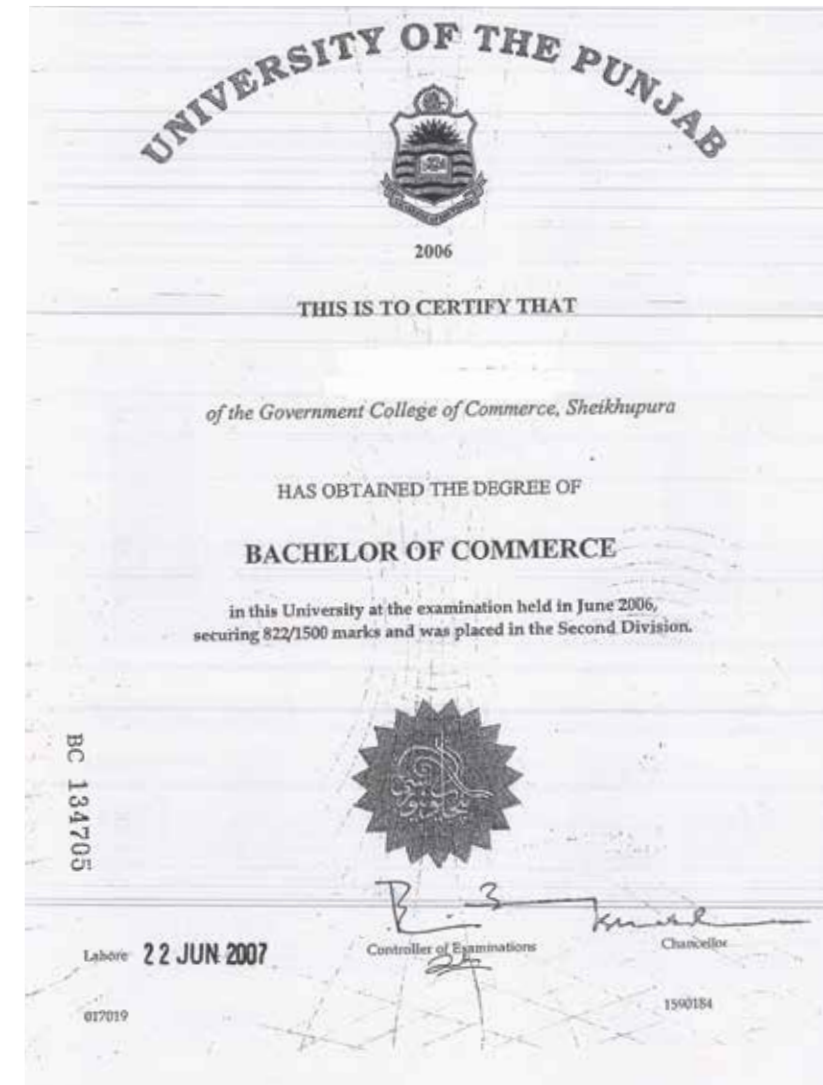 UNIVERSITY OF THE PUNJAB
2006
THIS IS TO CERTIFY THAT
of the Government College of Commerce, Sheikhupura
HAS OBTAINED THE DEGREE OF
BACHELOR OF COMMERCE
in this University at the examination held in June 2006,
securing 822/1500 marks and was placed in the Second Division.
BC 134705
Lahore 22 JUN 2007
Controller of Examinations
Chancellor
017019
1590184